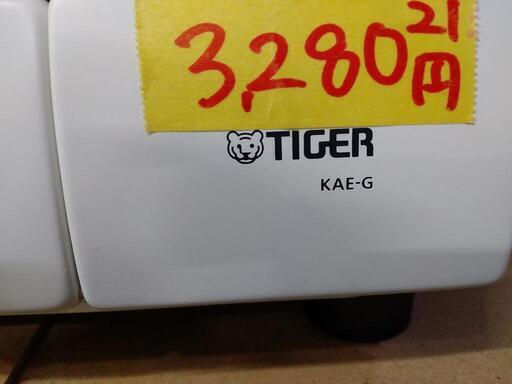 21
3,280円
TIGER
KAE-G